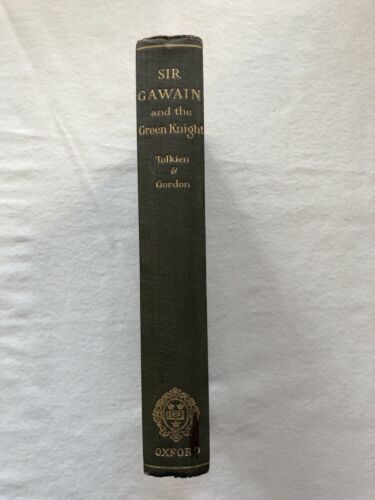 SIR
GAWAIN
and the
Green Knight
Tolkien
&
Gordon
OXFORD